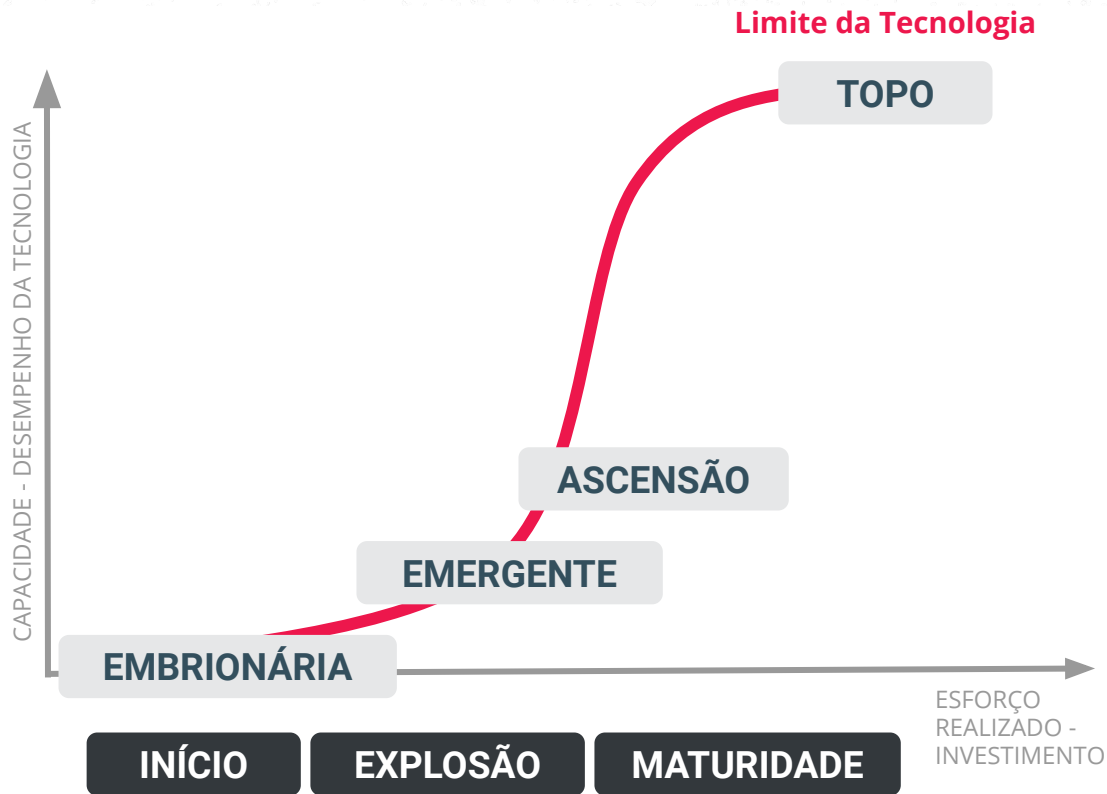 Limite da Tecnologia
TOPO
CAPACIDADE - DESEMPENHO DA TECNOLOGIA
ASCENSÃO
EMERGENTE
EMBRIONÁRIA
ESFORÇO
REALIZADO -
INVESTIMENTO
INÍCIO
EXPLOSÃO
MATURIDADE